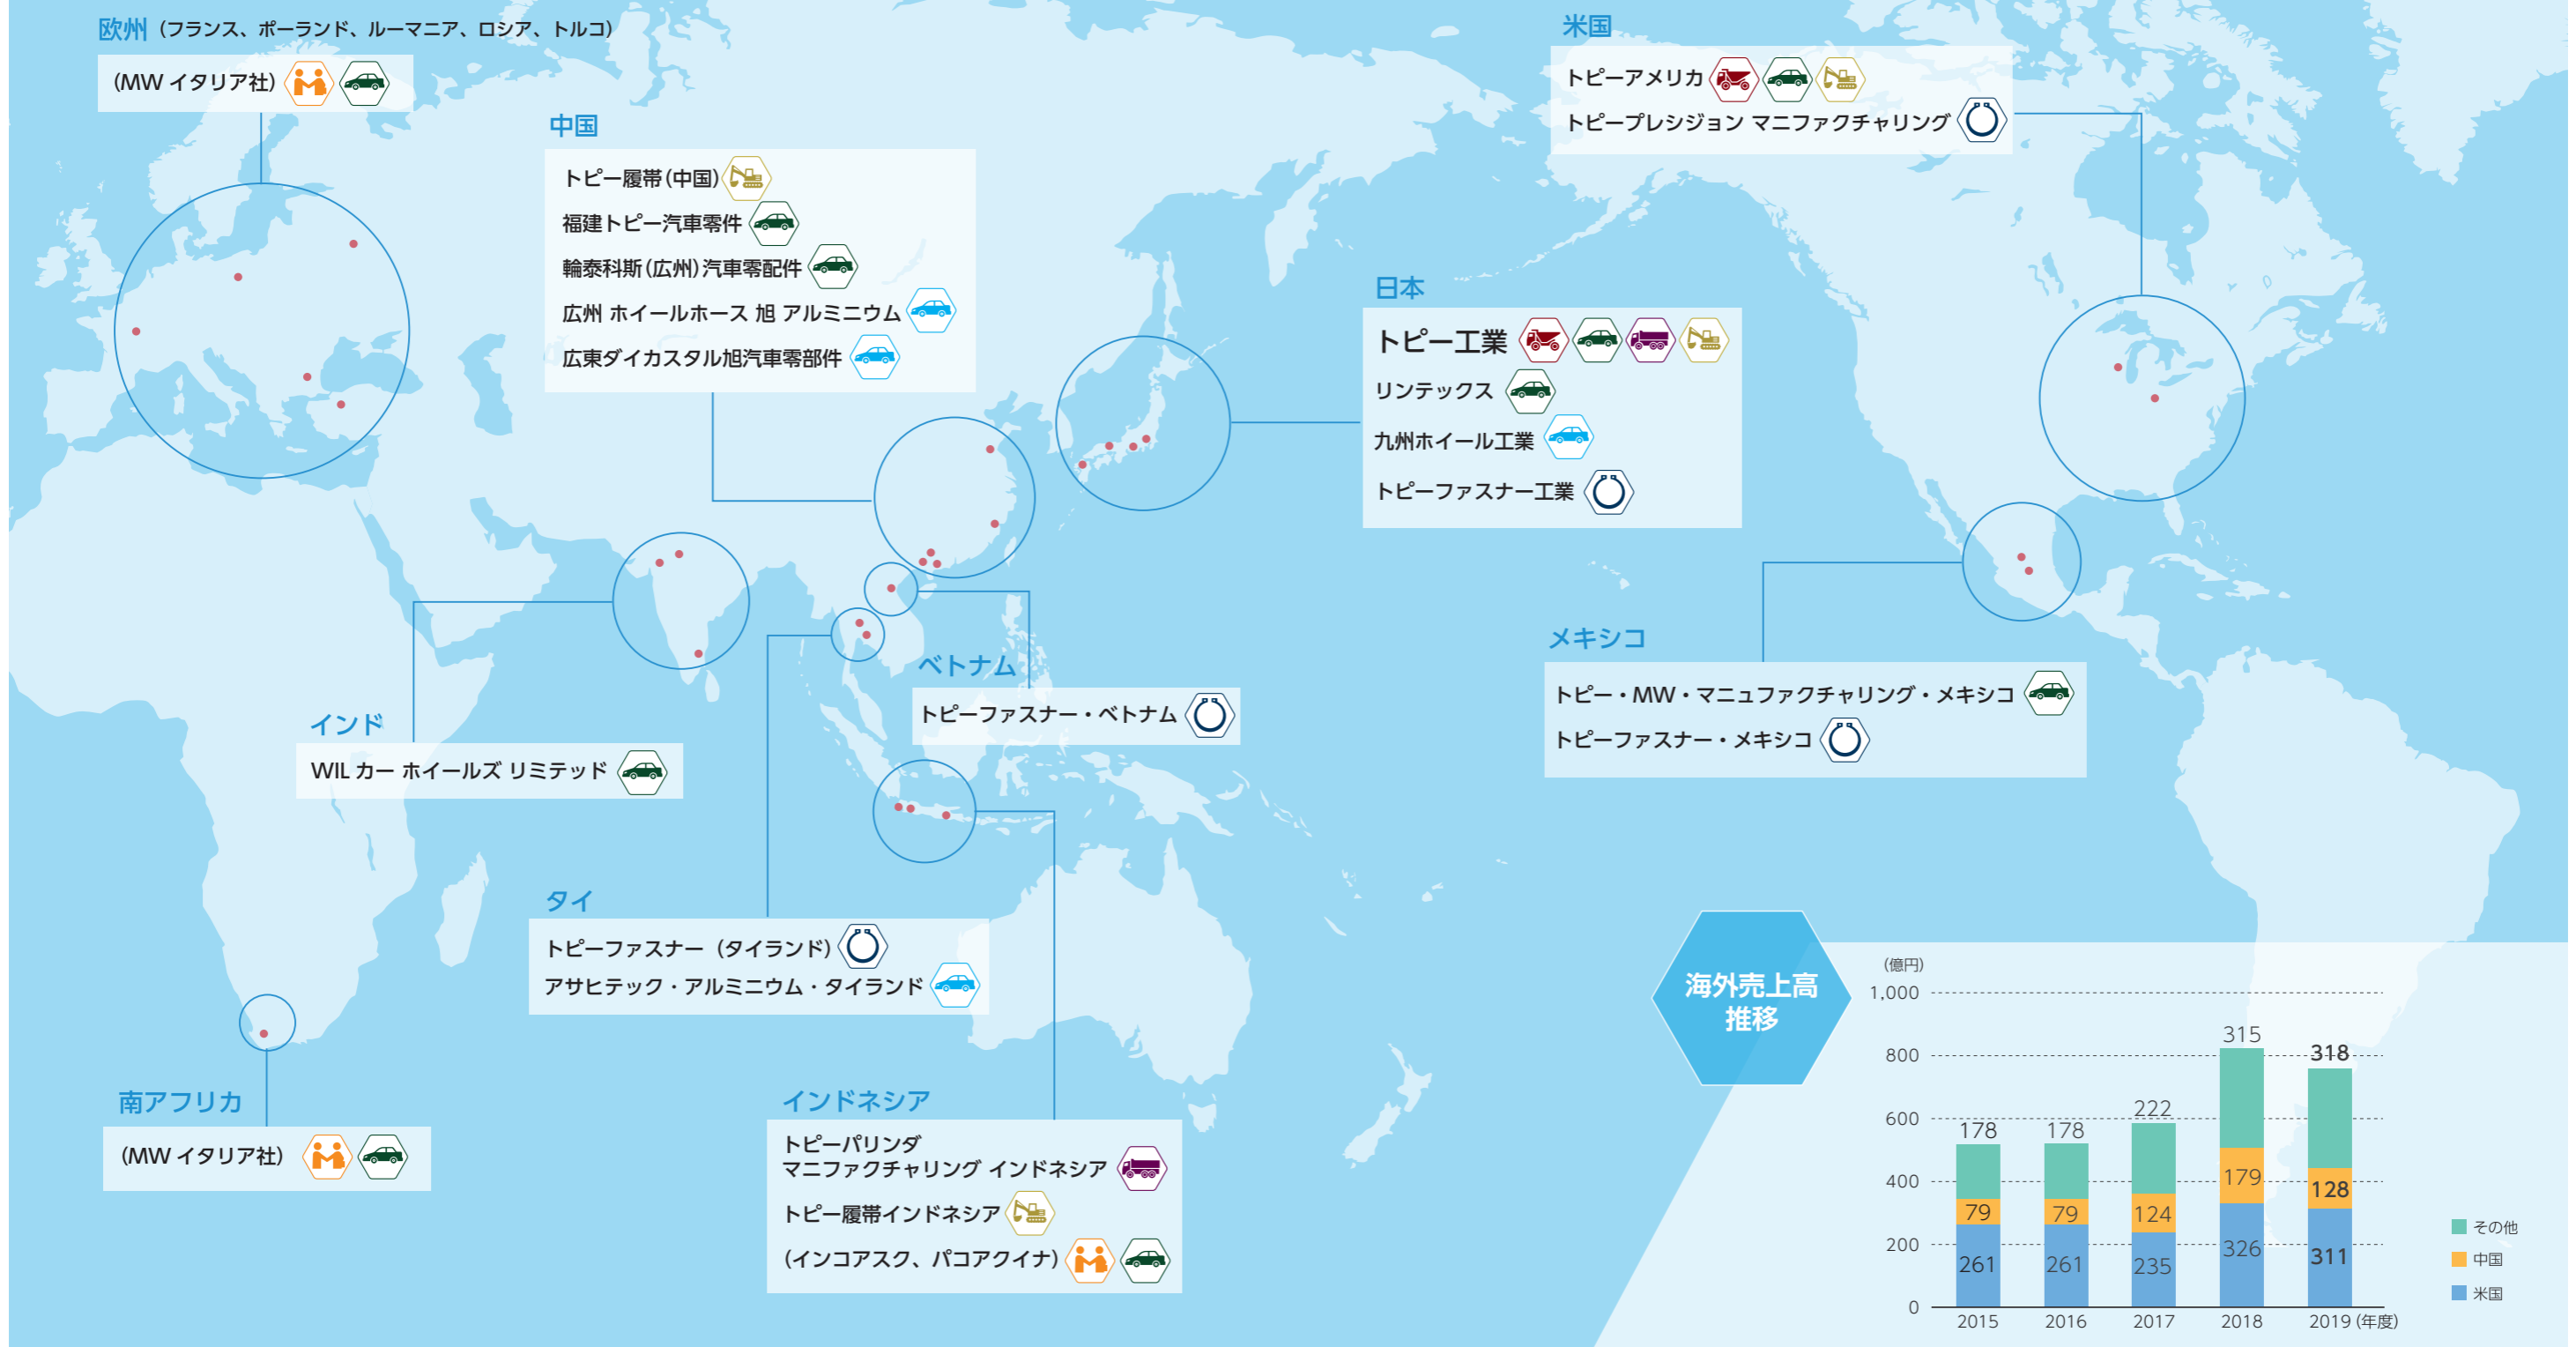 欧州（フランス、ポーランド、ルーマニア、ロシア、トルコ）
（MW イタリア社）
中国
トピー履帯（中国）
福建トピー汽車零件
輪泰科斯（広州）汽車零配件
広州 ホイールホース 旭 アルミニウム
広東ダイカスタル旭汽車零部件
米国
トピーアメリカ
トピープレシジョン マニファクチャリング
日本
トピー工業
リンテックス
九州ホイール工業
トピーファスナー工業
メキシコ
トピー・MW・マニュファクチャリング・メキシコ
トピーファスナー・メキシコ
ベトナム
トピーファスナー・ベトナム
インド
WIL カー ホイールズ リミテッド
タイ
トピーファスナー（タイランド）
アサヒテック・アルミニウム・タイランド
南アフリカ
（MW イタリア社）
インドネシア
トピーパリンダ
マニファクチャリング インドネシア
トピー履帯インドネシア
（インコアスク、パコアクイナ）
海外売上高
推移
（億円）
1,000
800
600
400
200
0
178
79
261
178
79
261
222
124
235
315
179
326
318
128
311
2015
2016
2017
2018
2019（年度）
その他
中国
米国